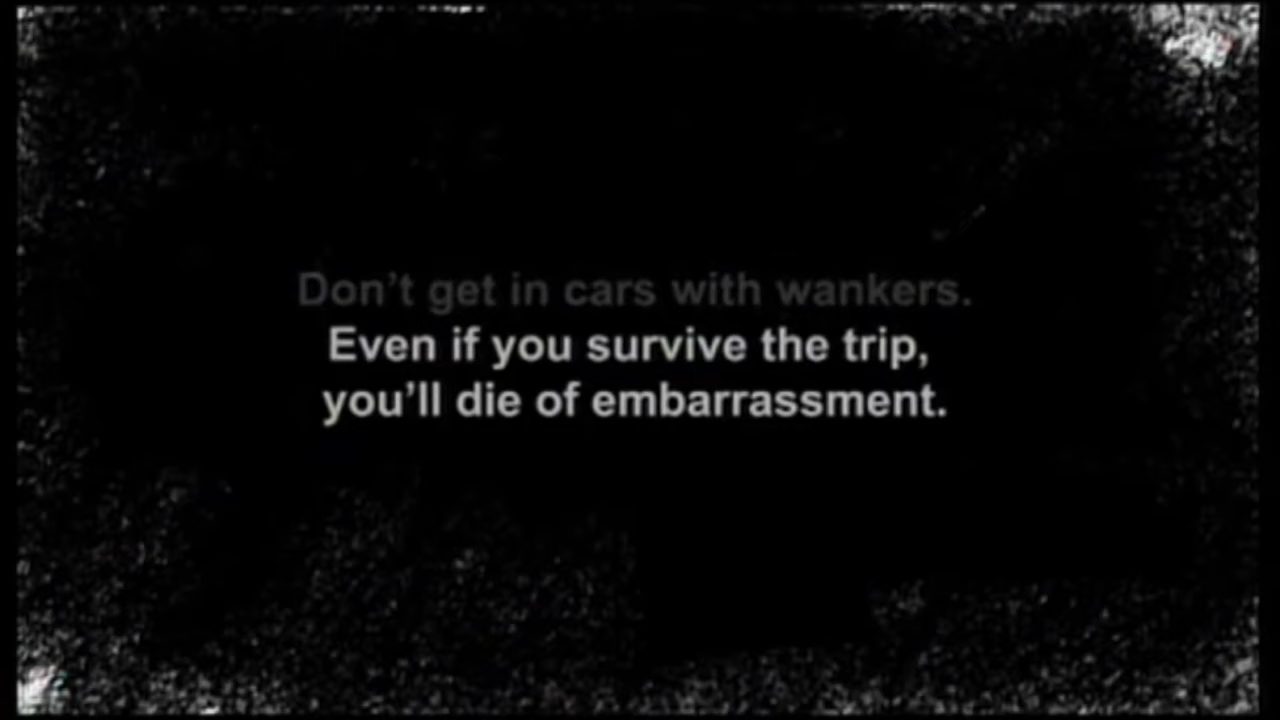 Don’t get in cars with wankers.
Even if you survive the trip,
you’ll die of embarrassment.